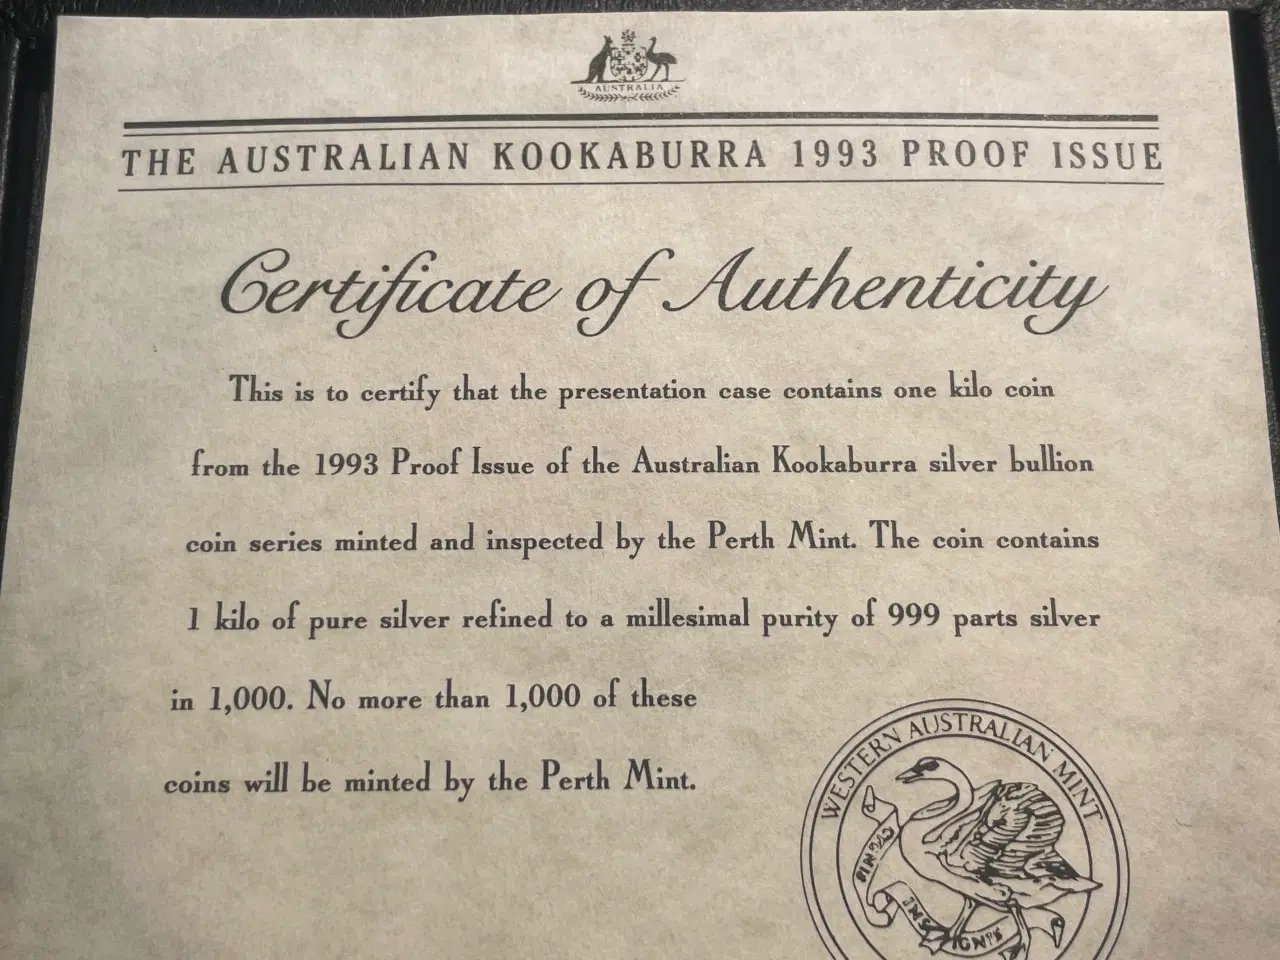 AUSTRALIA
THE AUSTRALIAN KOOKABURRA 1993 PROOF ISSUE
Certificate of Authenticity
This is to certify that the presentation case contains one kilo coin
from the 1993 Proof Issue of the Australian Kookaburra silver bullion
coin series minted and inspected by the Perth Mint. The coin contains
1 kilo of pure silver refined to a millesimal purity of 999 parts silver
in 1,000. No more than 1,000 of these
coins will be minted by the Perth Mint.
WESTERN AUSTRALIAN MINT